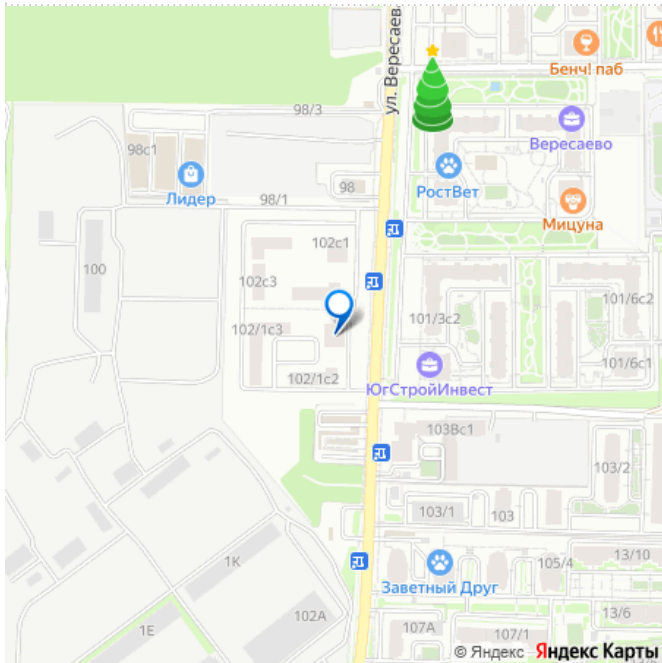 ул. Вересаева
Бенч! паб
98/3
98с1
Вересаево
РостВет
98
Лидер
98/1
Мицуна
102с1
100
102с3
101/6с2
101/3с2
102/1с3
101/6с1
102/1с2
ЮгСтройИнвест
103Вс1
103/2
103/1
103
13/10
1К
105/4
Заветный Друг
102А
13/6
1Е
107А
107/1
© Яндекс Яндекс Карты